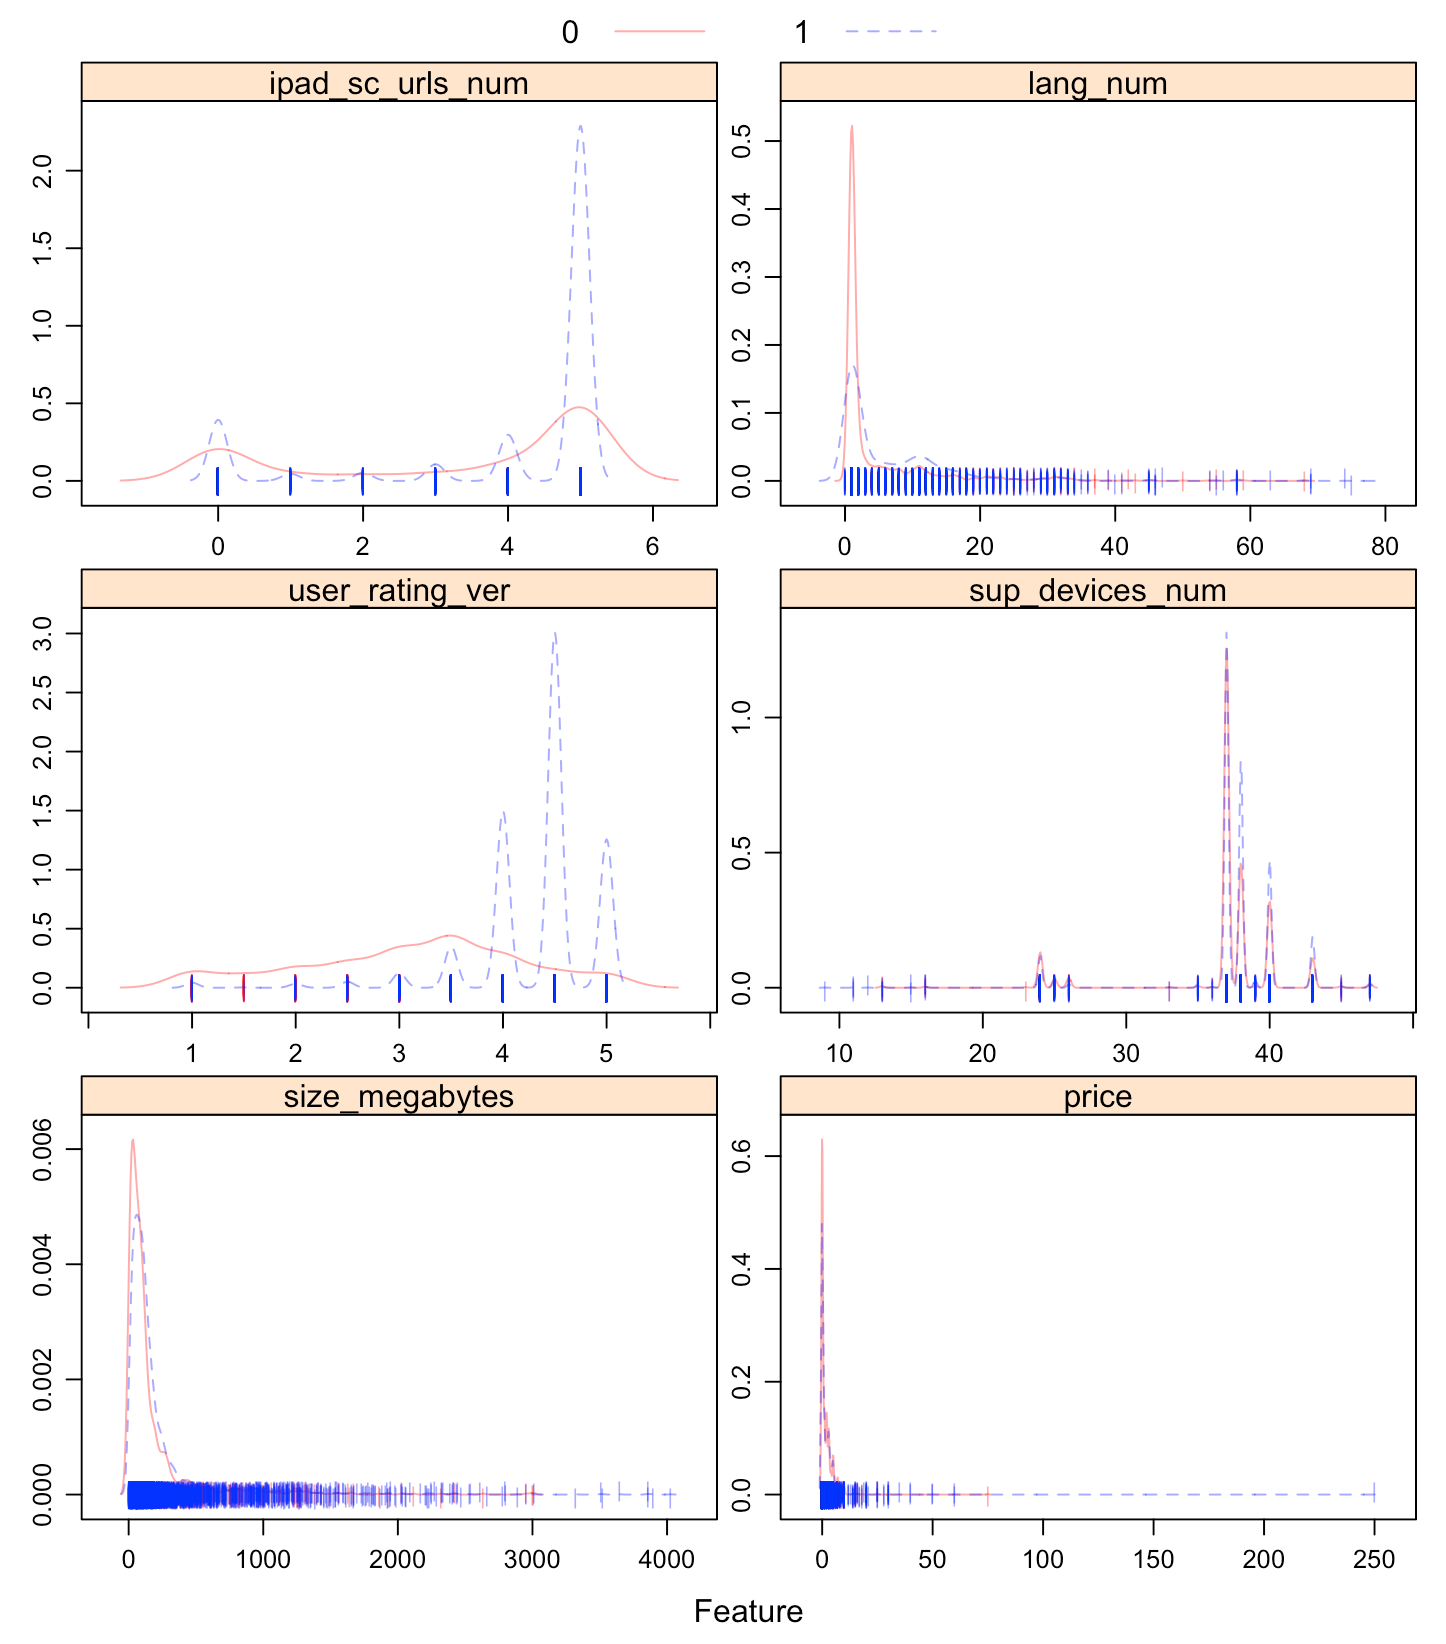 0 1
ipad_sc_urls_num
0.0 0.5 1.0 1.5 2.0
0 2 4 6
lang_num
0.0 0.1 0.2 0.3 0.4 0.5
0 20 40 60 80
user_rating_ver
0.0 0.5 1.0 1.5 2.0 2.5 3.0
1 2 3 4 5
sup_devices_num
0.0 0.5 1.0
10 20 30 40
size_megabytes
0.000 0.002 0.004 0.006
0 1000 2000 3000 4000
price
0.0 0.2 0.4 0.6
0 50 100 150 200 250
Feature